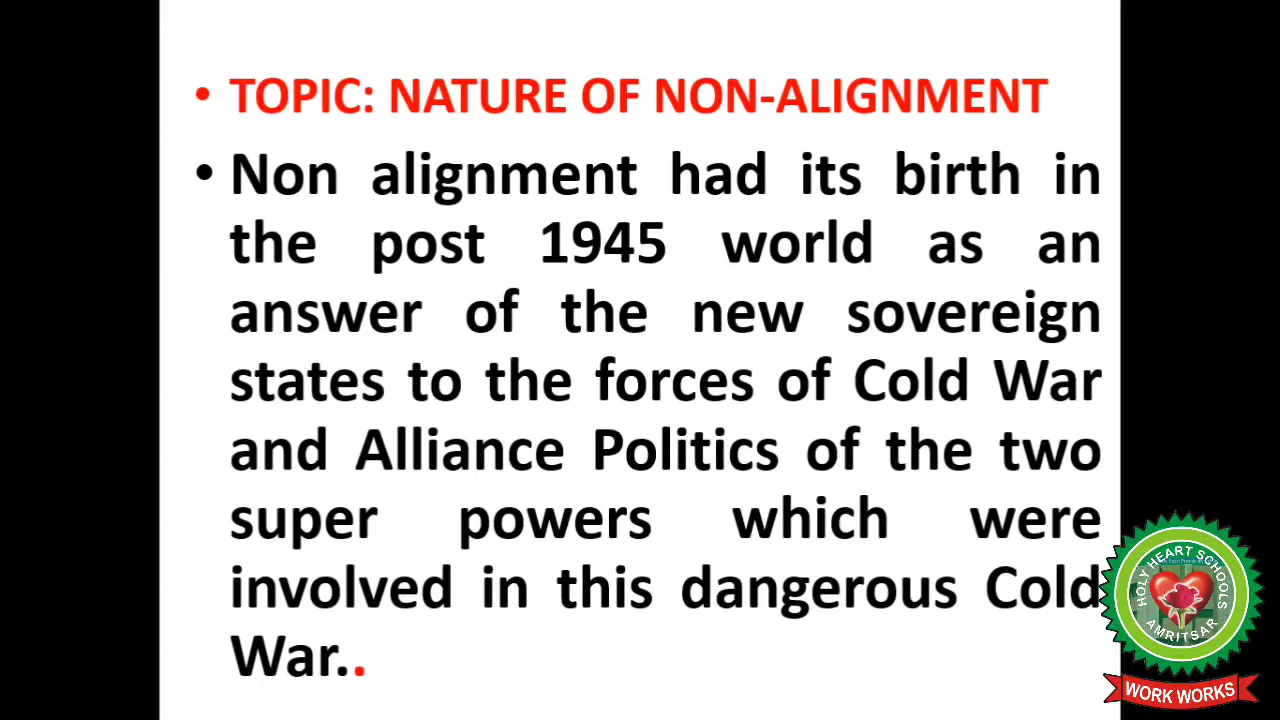 • TOPIC: NATURE OF NON-ALIGNMENT
• Non alignment had its birth in
the post 1945 world as an
answer of the new sovereign
states to the forces of Cold War
and Alliance Politics of the two
super powers which were
involved in this dangerous Cold
War..
HOLY HEART SCHOOLS
AMRITSAR
WORK WORKS